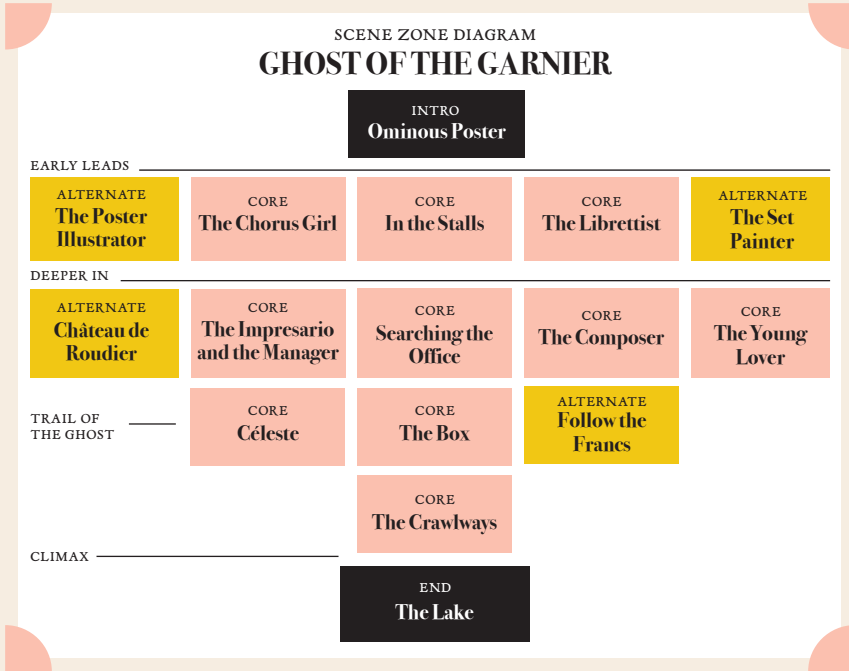 SCENE ZONE DIAGRAM
GHOST OF THE GARNIER
INTRO
Ominous Poster
EARLY LEADS
ALTERNATE
The Poster
Illustrator
CORE
The Chorus Girl
CORE
In the Stalls
CORE
The Librettist
ALTERNATE
The Set
Painter
DEEPER IN
ALTERNATE
Château de
Roudier
CORE
The Impresario
and the Manager
CORE
Searching the
Office
CORE
The Composer
CORE
The Young
Lover
TRAIL OF
THE GHOST
CORE
Céleste
CORE
The Box
ALTERNATE
Follow the
Francs
CORE
The Crawlways
CLIMAX
END
The Lake